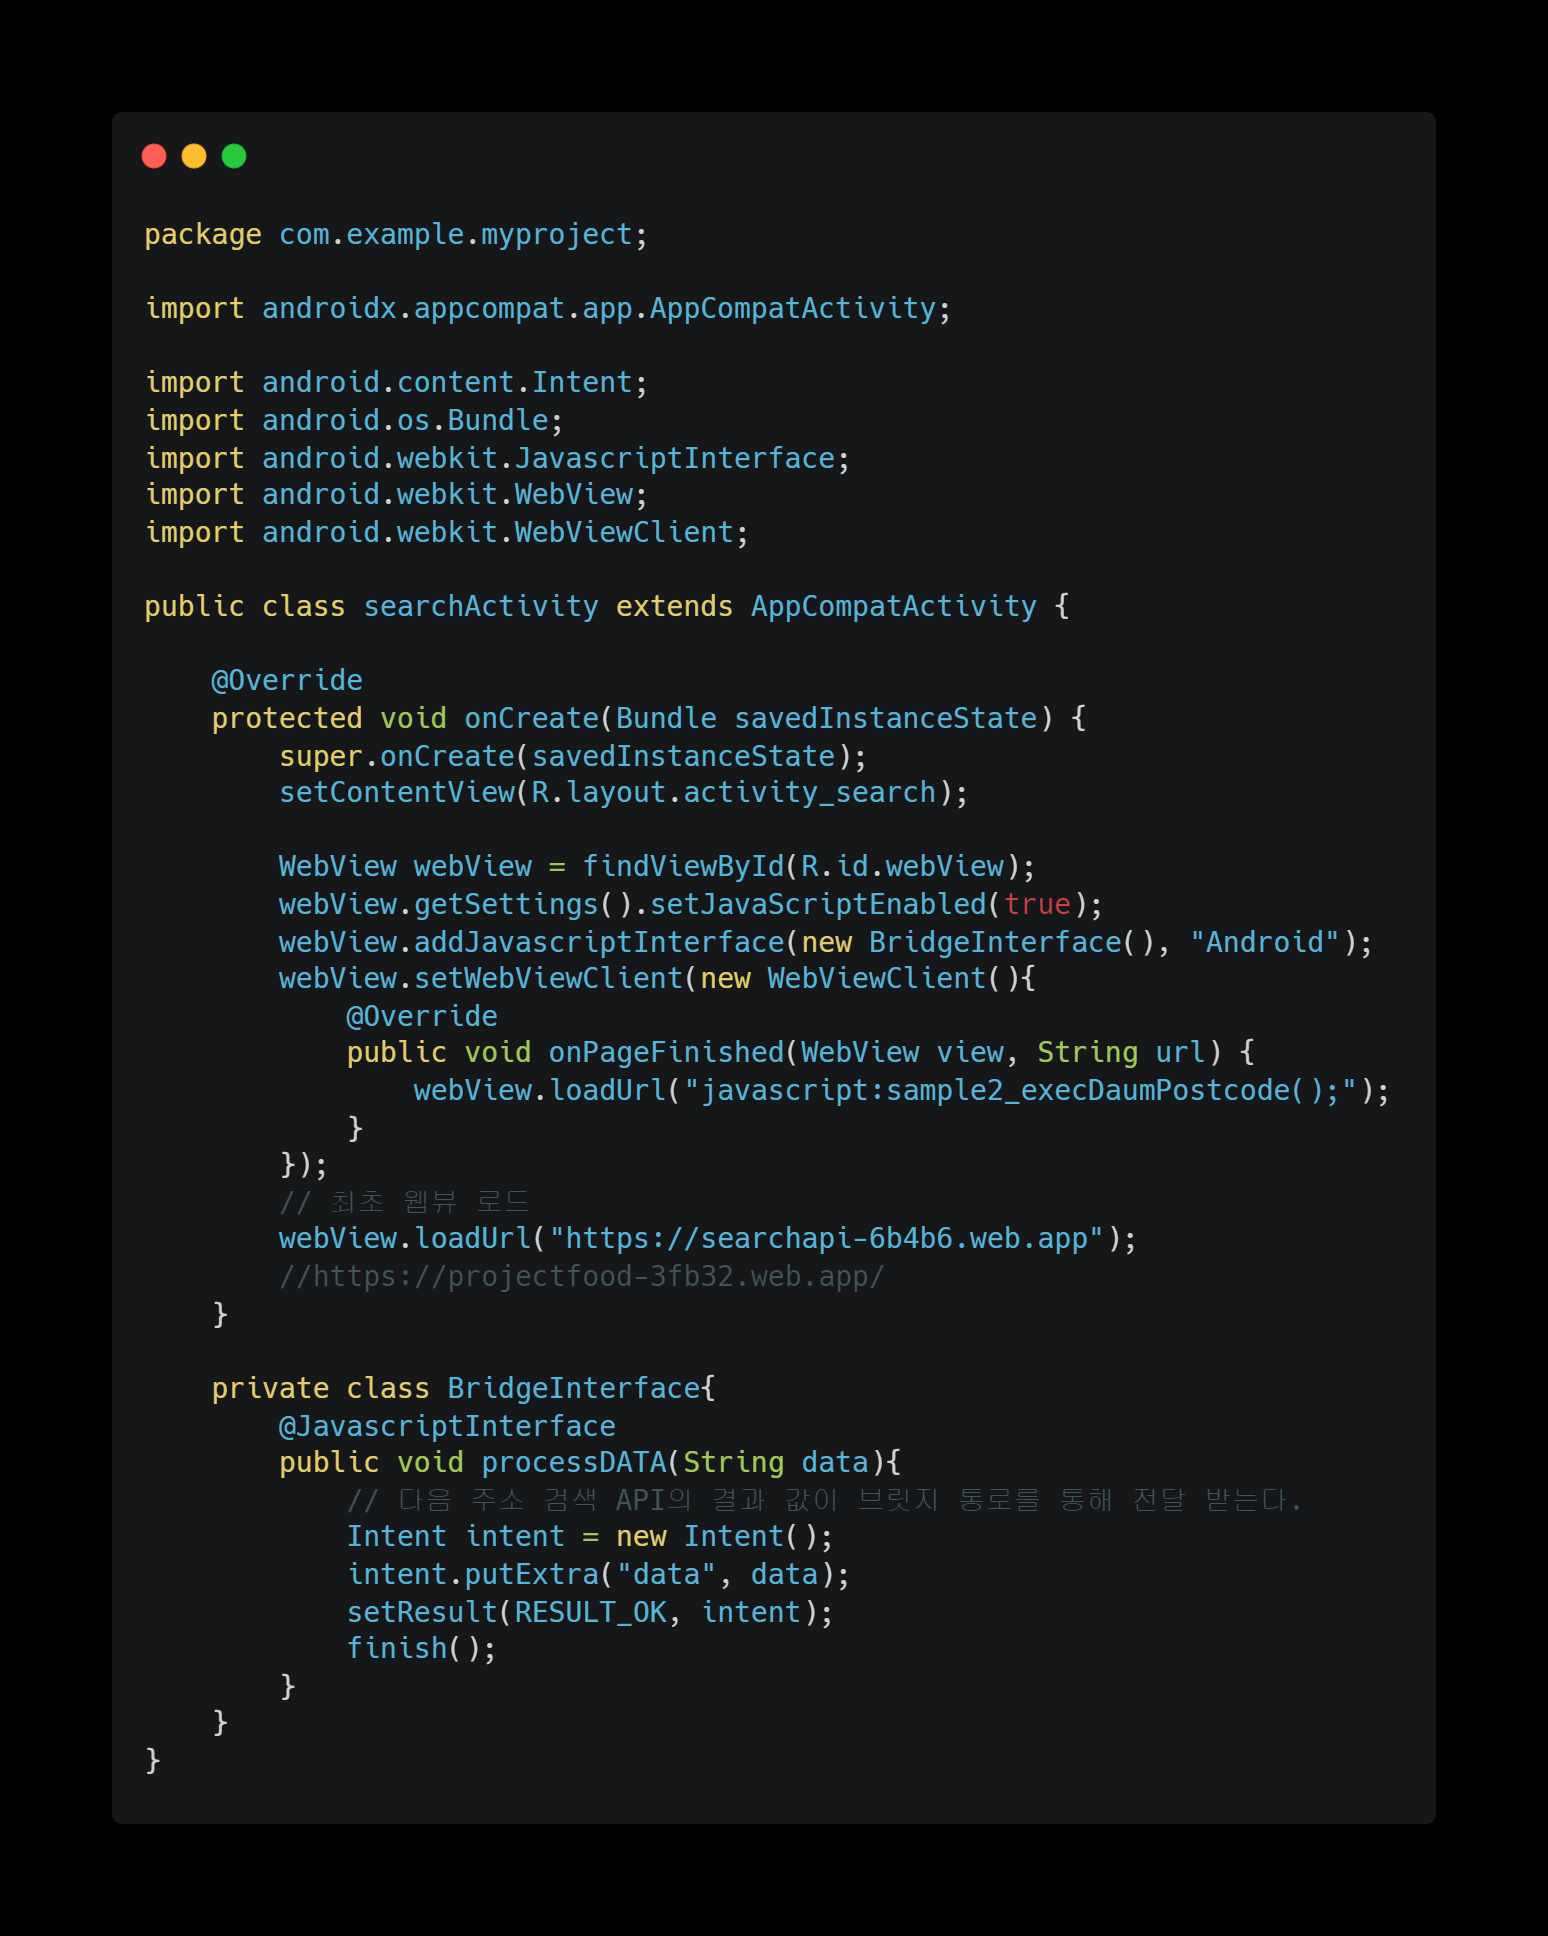 package com.example.myproject;

import androidx.appcompat.app.AppCompatActivity;

import android.content.Intent;
import android.os.Bundle;
import android.webkit.JavascriptInterface;
import android.webkit.WebView;
import android.webkit.WebViewClient;

public class searchActivity extends AppCompatActivity {

    @Override
    protected void onCreate(Bundle savedInstanceState) {
        super.onCreate(savedInstanceState);
        setContentView(R.layout.activity_search);

        WebView webView = findViewById(R.id.webView);
        webView.getSettings().setJavaScriptEnabled(true);
        webView.addJavascriptInterface(new BridgeInterface(), "Android");
        webView.setWebViewClient(new WebViewClient(){
            @Override
            public void onPageFinished(WebView view, String url) {
                webView.loadUrl("javascript:sample2_execDaumPostcode();");
            }
        });
        // 최초 웹뷰 로드
        webView.loadUrl("https://searchapi-6b4b6.web.app");
        //https://projectfood-3fb32.web.app/
    }

    private class BridgeInterface{
        @JavascriptInterface
        public void processDATA(String data){
            // 다음 주소 검색 API의 결과 값이 브릿지 통로를 통해 전달 받는다.
            Intent intent = new Intent();
            intent.putExtra("data", data);
            setResult(RESULT_OK, intent);
            finish();
        }
    }
}